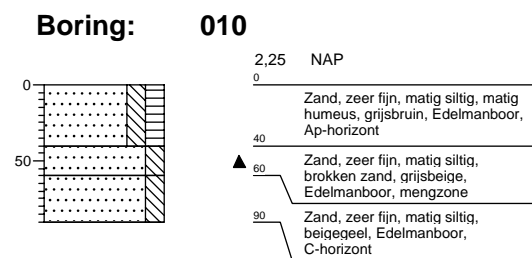 Boring: 010
2,25 NAP
0
0
Zand, zeer fijn, matig siltig, matig
humeus, grijsbruin, Edelmanboor,
Ap-horizont
40
50
Zand, zeer fijn, matig siltig,
brokken zand, grijsbeige,
Edelmanboor, mengzone
60
Zand, zeer fijn, matig siltig,
beigegeel, Edelmanboor,
C-horizont
90